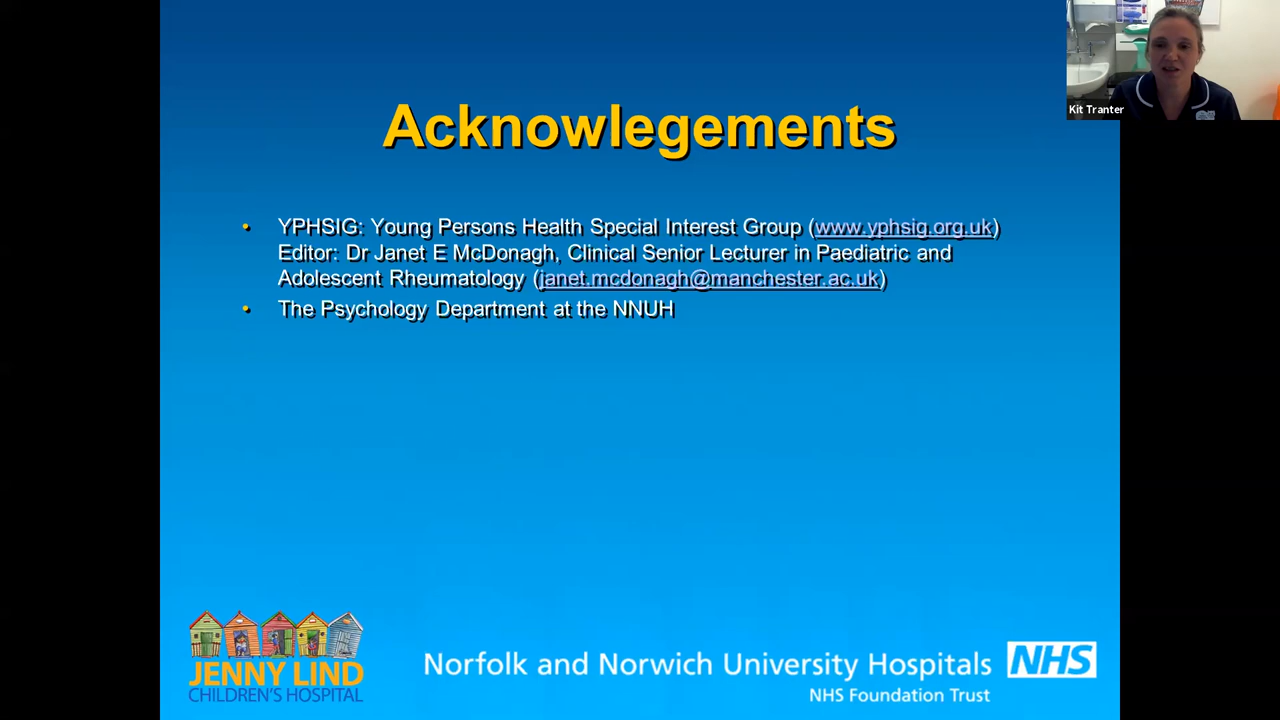 Kit Tranter
Acknowlegements
• YPHSIG: Young Persons Health Special Interest Group (www.yphsig.org.uk)
Editor: Dr Janet E McDonagh, Clinical Senior Lecturer in Paediatric and
Adolescent Rheumatology (janet.mcdonagh@manchester.ac.uk)
• The Psychology Department at the NNUH
JENNY LIND
CHILDREN'S HOSPITAL
Norfolk and Norwich University Hospitals NHS
NHS Foundation Trust